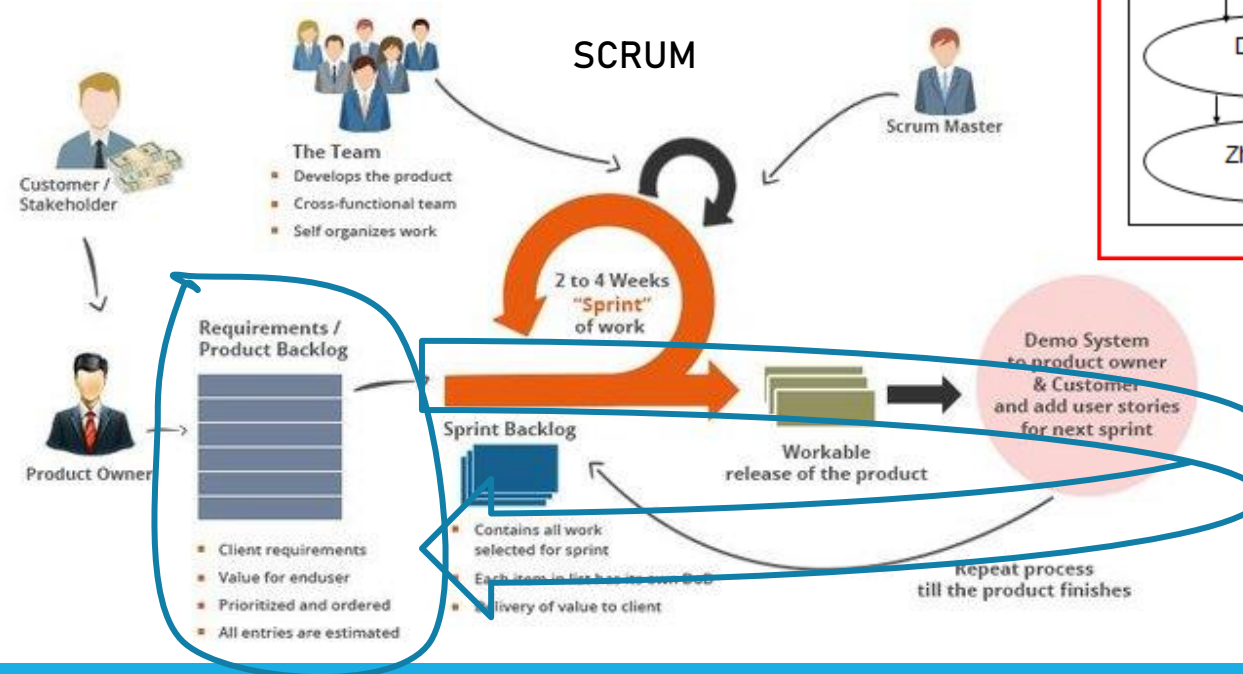 SCRUM
Customer /
Stakeholder
The Team
Develops the product
Cross-functional team
Self organizes work
Scrum Master
2 to 4 Weeks
"Sprint"
of work
Product Owner
Requirements /
Product Backlog
Client requirements
Value for enduser
Prioritized and ordered
All entries are estimated
Sprint Backlog
Contains all work
selected for sprint
Each item in list has its own DoD
Delivery of value to client
Workable
release of the product
Demo System
to product owner
& Customer
and add user stories
for next sprint
Repeat process
till the product finishes